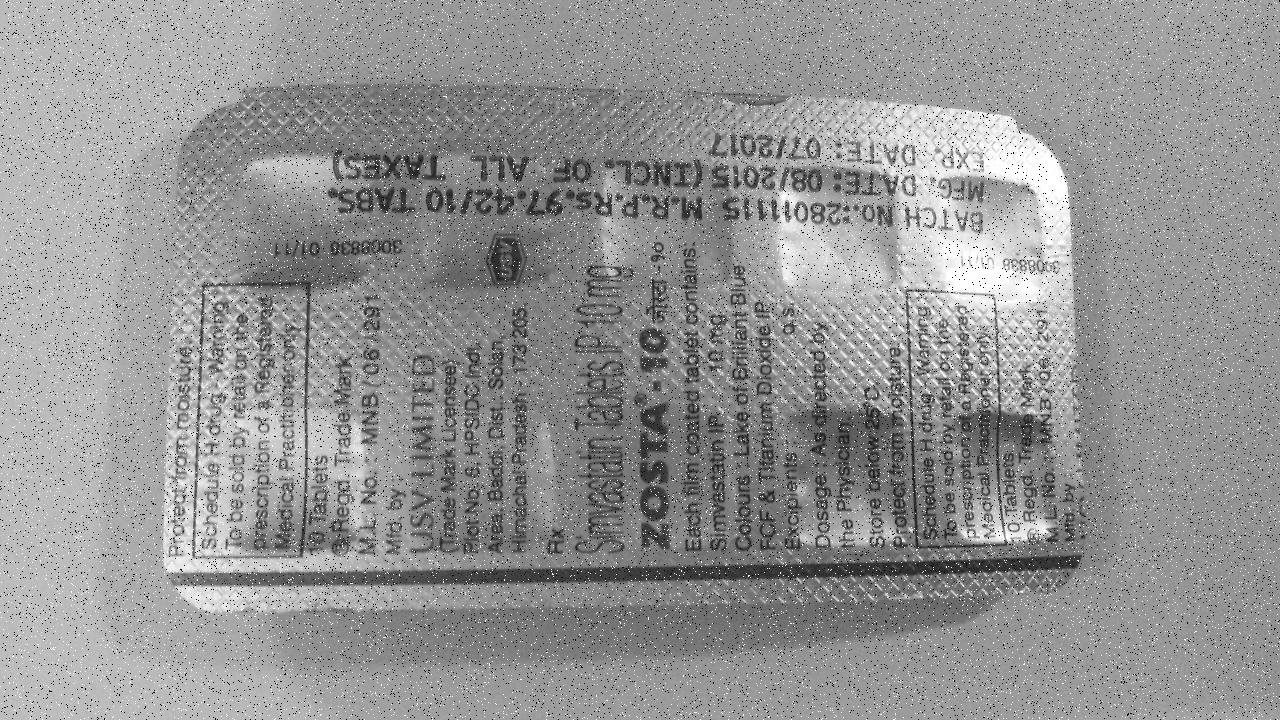 BATCH No.:28011115 M.R.P.Rs.97.42/10 TABS.
MFG. DATE: 08/2015 (INCL. OF ALL TAXES)
EXP. DATE: 07/2017
3008836 01/11
3008836 01/11
Protect from moisture
Schedule H drug : Warning
To be sold by retail on the
prescription of a Registered
Medical Practitioner only.
10 Tablets
® Regd. Trade Mark
M.L. No. : MNB / 06 / 291
Mfd. by :
USV LIMITED
(Trade Mark Licensee)
Plot No. 6, HPSIDC Indl.
Area, Baddi, Dist. Solan,
Himachal Pradesh - 173 205.
Rx
Simvastatin Tablets IP 10 mg
ZOSTA® - 10 जोस्टा -१०
Each film coated tablet contains:
Simvastatin IP 10 mg
Colours : Lake of Brilliant Blue
FCF & Titanium Dioxide IP
Excipients q.s.
Dosage : As directed by
the Physician
Store below 25°C
Protect from moisture
Schedule H drug : Warning
To be sold by retail on the
prescription of a Registered
Medical Practitioner only.
10 Tablets
® Regd. Trade Mark
M.L. No. : MNB / 06 / 291
Mfd. by